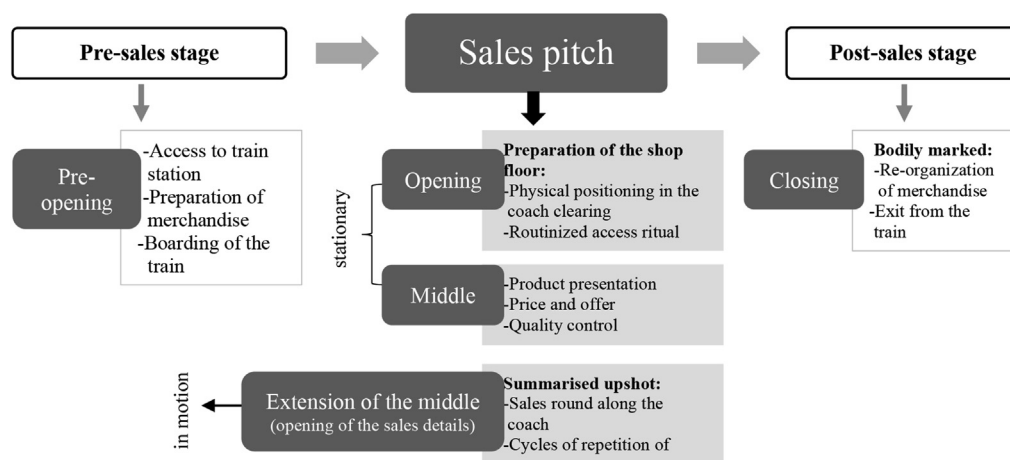 Pre-sales stage
Sales pitch
Post-sales stage
Pre-
opening
-Access to train
station
-Preparation of
merchandise
-Boarding of the
train
stationary
Opening
Preparation of the shop
floor:
-Physical positioning in the
coach clearing
-Routinized access ritual
Middle
-Product presentation
-Price and offer
-Quality control
Closing
Bodily marked:
-Re-organization
of merchandise
-Exit from the
train
in motion
Extension of the middle
(opening of the sales details)
Summarised upshot:
-Sales round along the
coach
-Cycles of repetition of